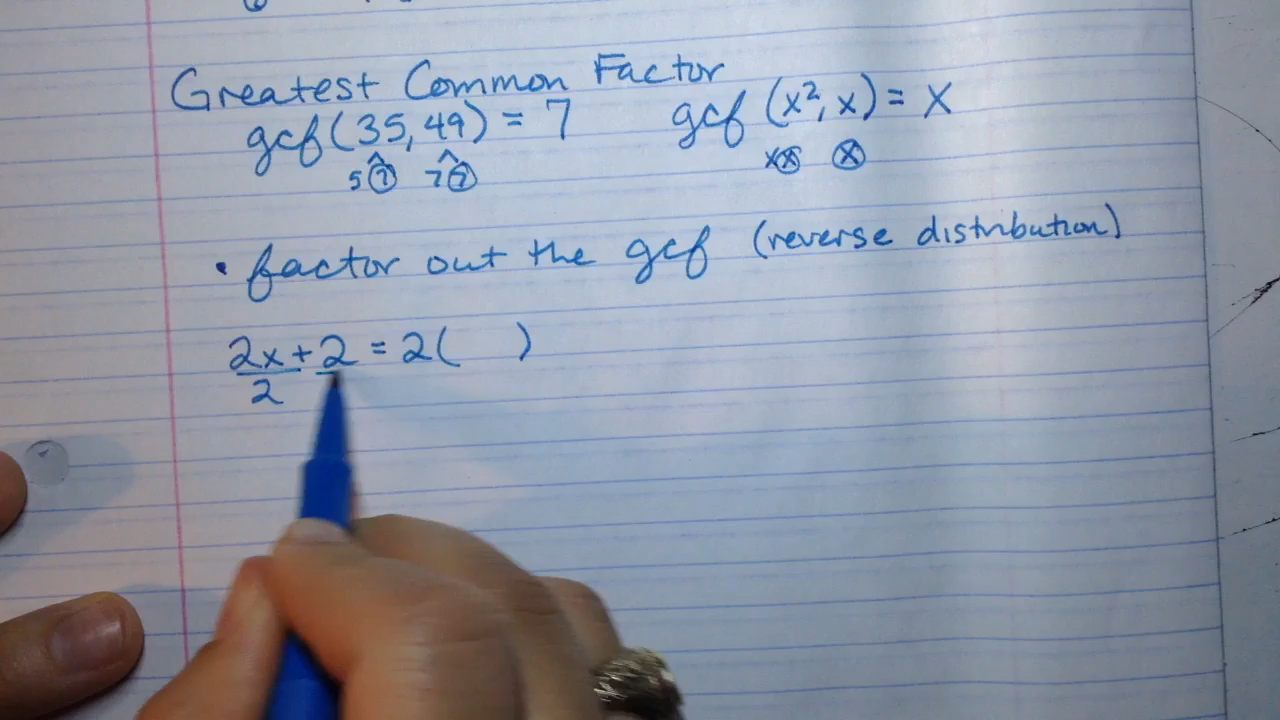 Greatest Common Factor
gcf (35, 49) = 7 gcf (x², x) = x
5 7 7 7 x x x
• factor out the gcf (reverse distribution)
2x + 2 = 2( )
2